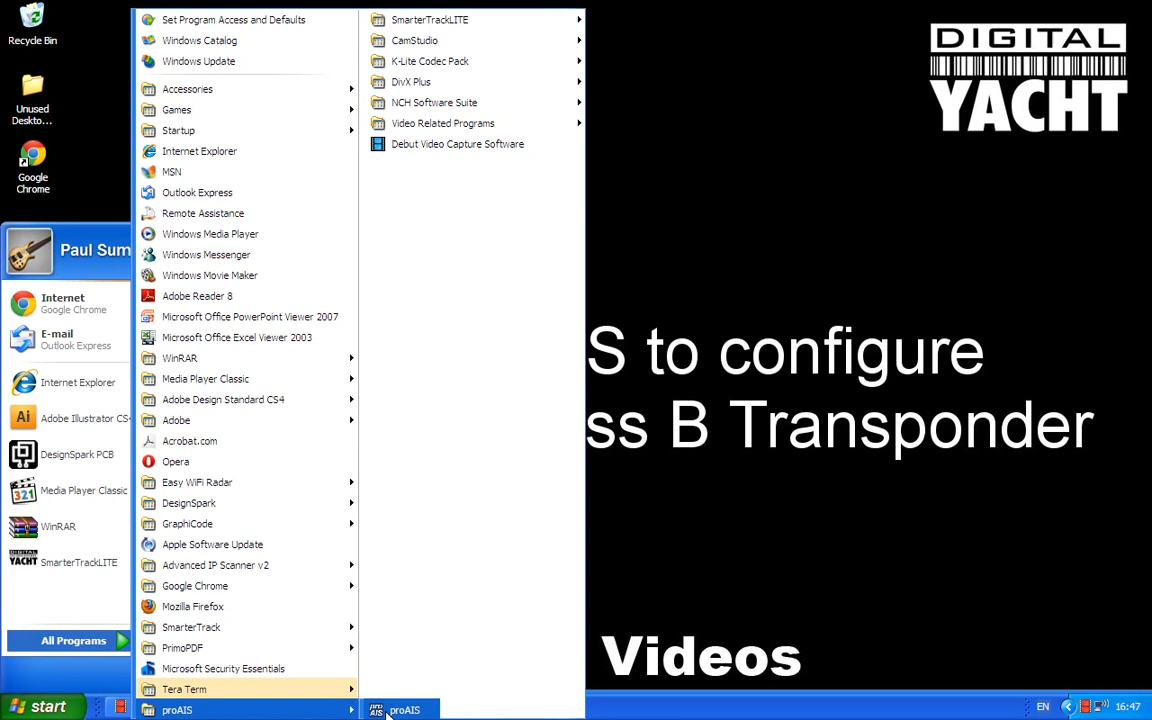 Recycle Bin
Unused
Deskto...
Google
Chrome
Paul Sum
Internet
Google Chrome
E-mail
Outlook Express
Internet Explorer
Adobe Illustrator CS4
DesignSpark PCB
Media Player Classic
WinRAR
SmarterTrackLITE
All Programs
start
Set Program Access and Defaults
Windows Catalog
Windows Update
Accessories
Games
Startup
Internet Explorer
MSN
Outlook Express
Remote Assistance
Windows Media Player
Windows Messenger
Windows Movie Maker
Adobe Reader 8
Microsoft Office PowerPoint Viewer 2007
Microsoft Office Excel Viewer 2003
WinRAR
Media Player Classic
Adobe Design Standard CS4
Adobe
Acrobat.com
Opera
Easy WiFi Radar
DesignSpark
GraphiCode
Apple Software Update
Advanced IP Scanner v2
Google Chrome
Mozilla Firefox
SmarterTrack
PrimoPDF
Microsoft Security Essentials
Tera Term
proAIS
SmarterTrackLITE
CamStudio
K-Lite Codec Pack
DivX Plus
NCH Software Suite
Video Related Programs
Debut Video Capture Software
proAIS
DIGITAL
YACHT
S to configure
ss B Transponder
Videos
EN
16:47